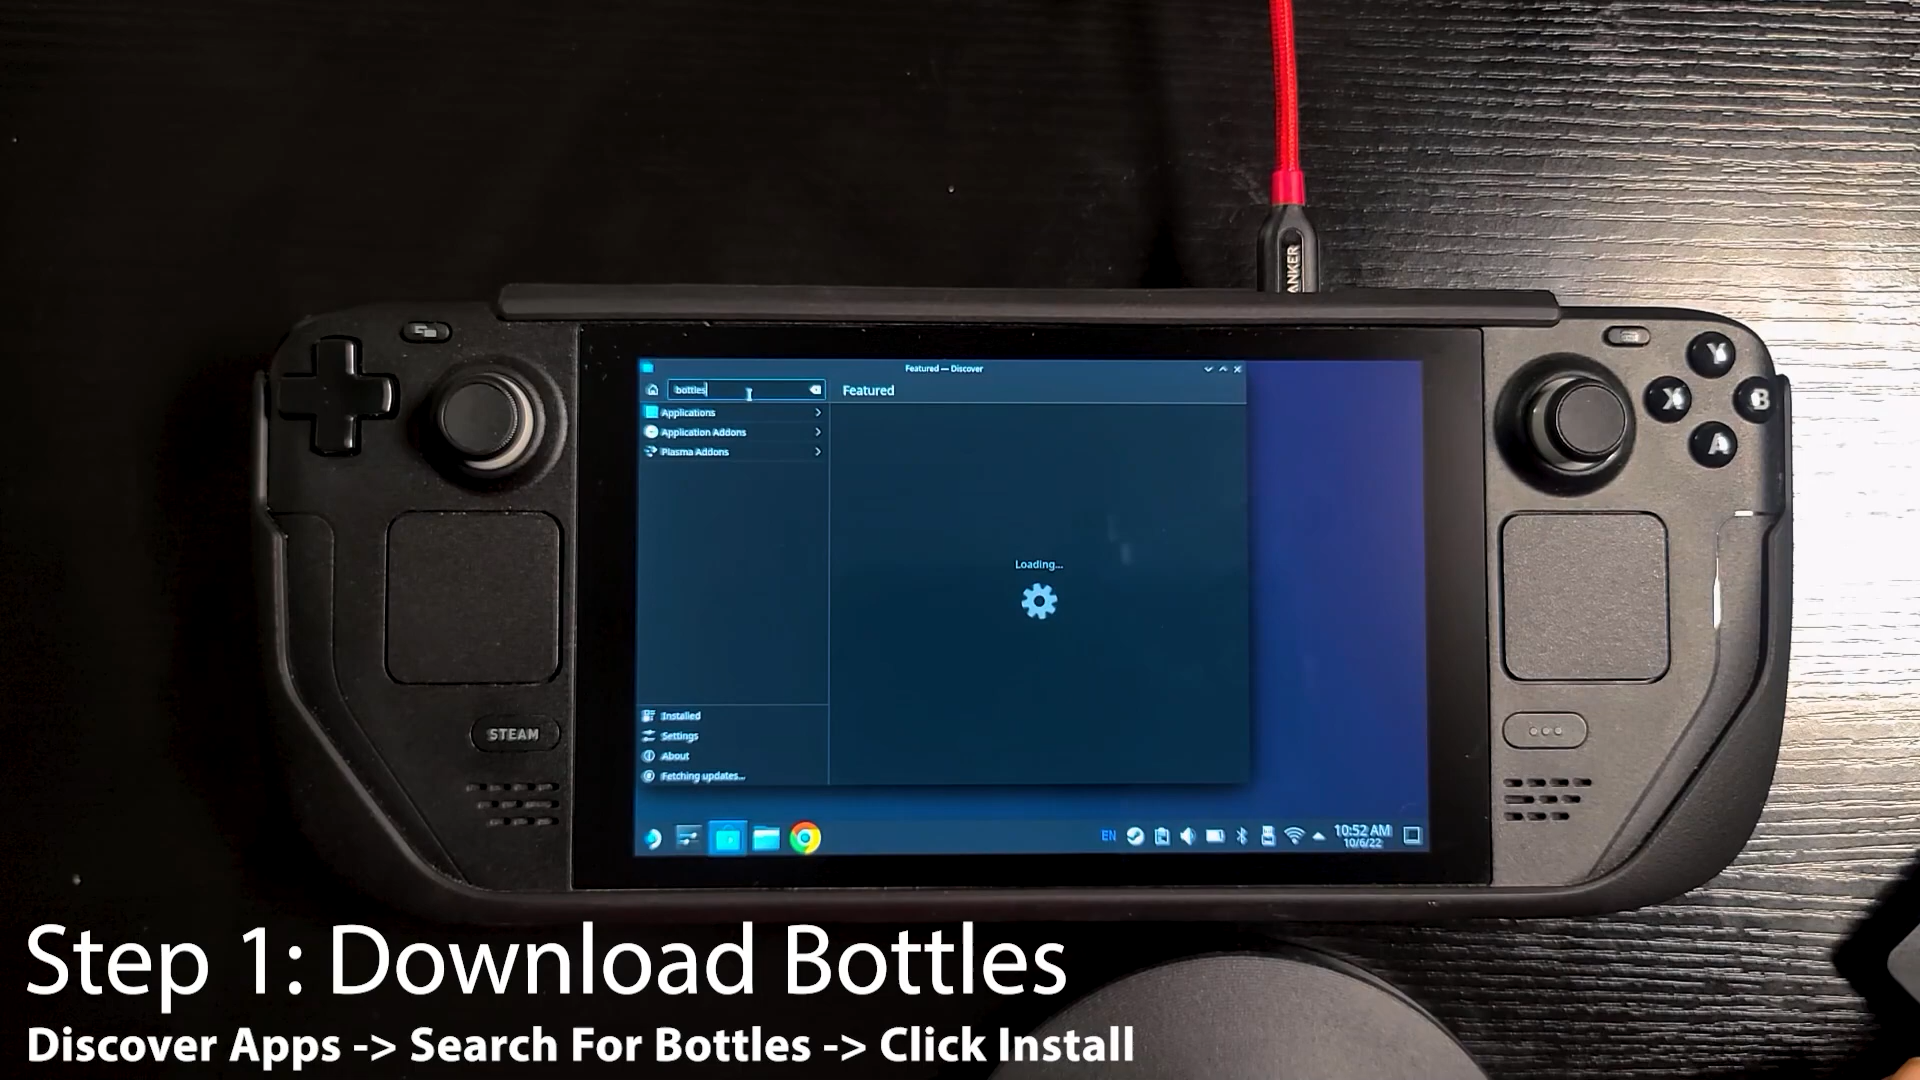 ANKER
Y
X
B
A
STEAM
Featured — Discover
bottles
Featured
Applications
Application Addons
Plasma Addons
Loading...
Installed
Settings
About
Fetching updates...
EN
10:52 AM
10/6/22
Step 1: Download Bottles
Discover Apps -> Search For Bottles -> Click Install